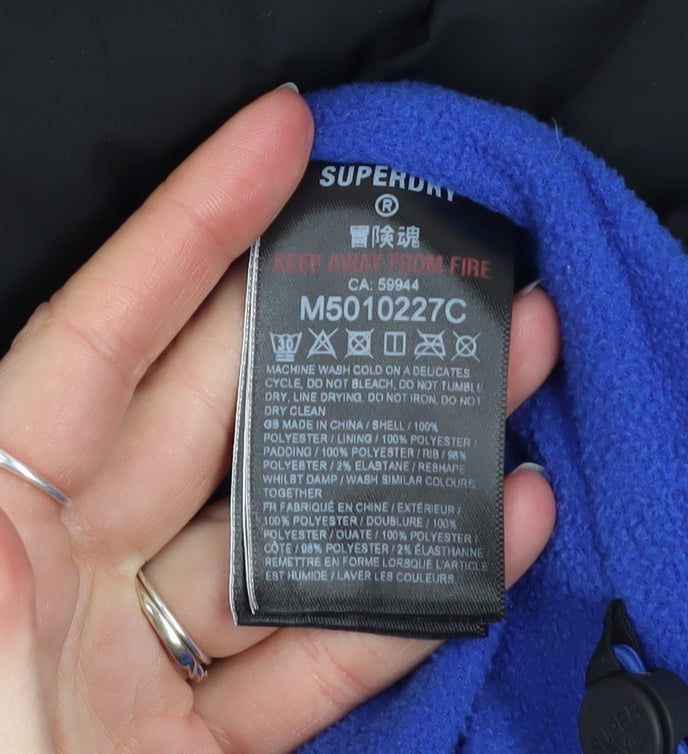 SUPERDRY
®
冒険魂
KEEP AWAY FROM FIRE
CA: 59944
M5010227C
30
MACHINE WASH COLD ON A DELICATES
CYCLE, DO NOT BLEACH, DO NOT TUMBLE
DRY, LINE DRYING, DO NOT IRON, DO NOT
DRY CLEAN
GB MADE IN CHINA / SHELL / 100%
POLYESTER / LINING / 100% POLYESTER /
PADDING / 100% POLYESTER / RIB / 98%
POLYESTER / 2% ELASTANE / RESHAPE
WHILST DAMP / WASH SIMILAR COLOURS
TOGETHER
FR FABRIQUÉ EN CHINE / EXTÉRIEUR /
100% POLYESTER / DOUBLURE / 100%
POLYESTER / OUATE / 100% POLYESTER /
CÔTE / 98% POLYESTER / 2% ÉLASTHANNE /
REMETTRE EN FORME LORSQUE L'ARTICLE
EST HUMIDE / LAVER LES COULEURS
SUPER